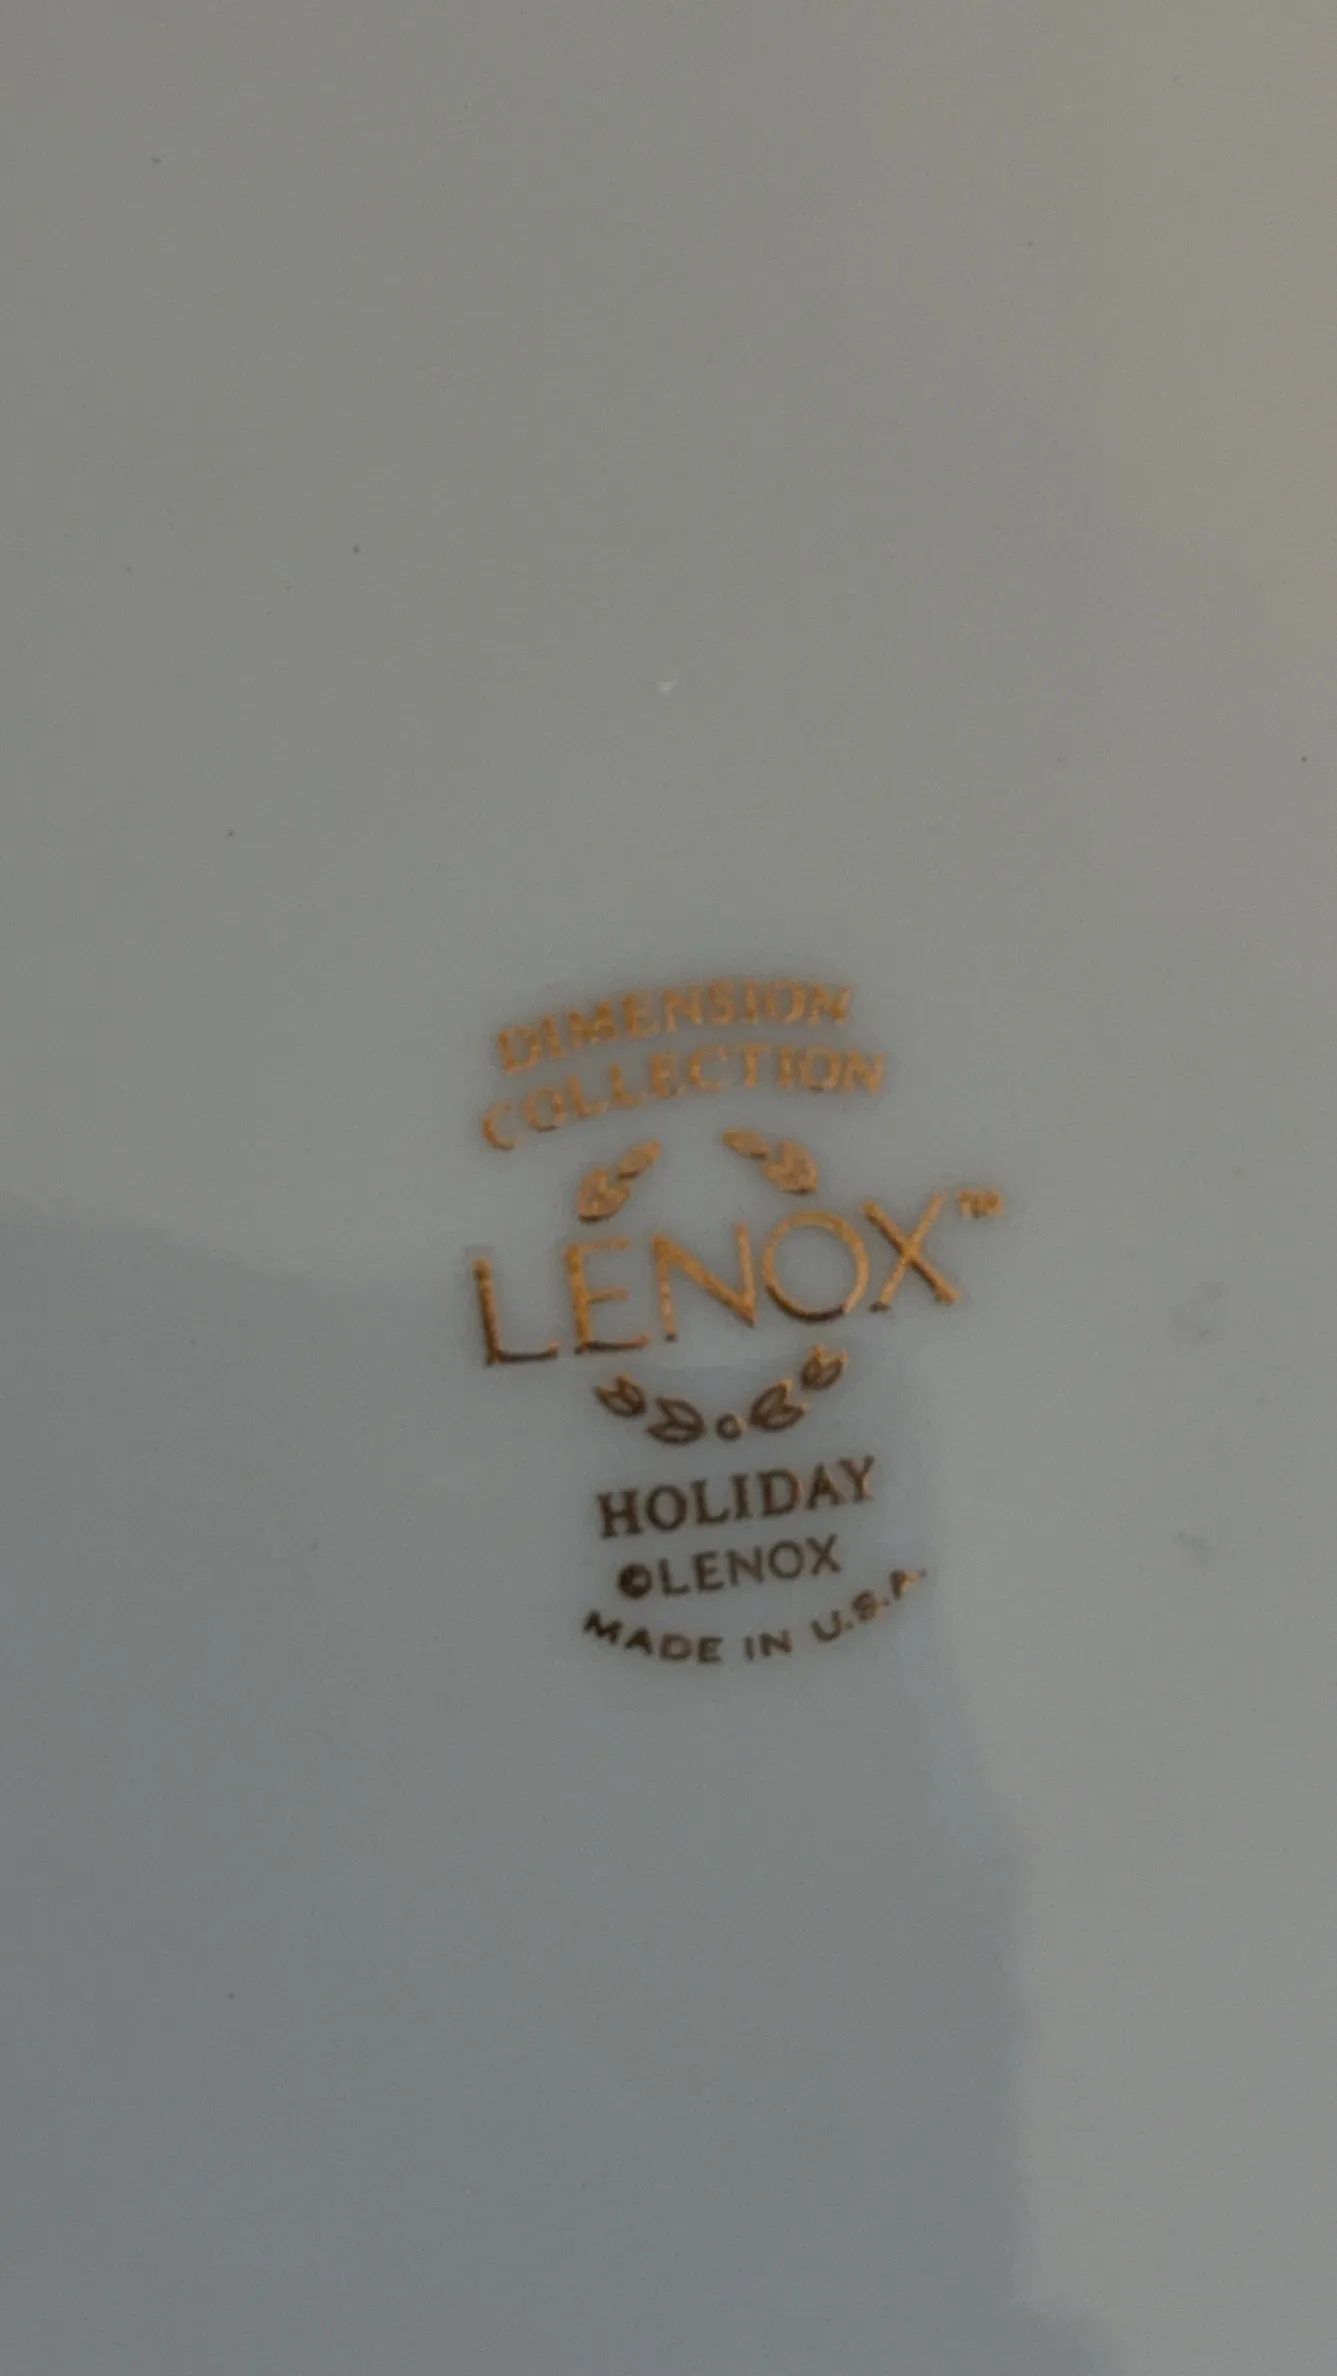 DIMENSION
COLLECTION
LENOX™
HOLIDAY
©LENOX
MADE IN U.S.A.